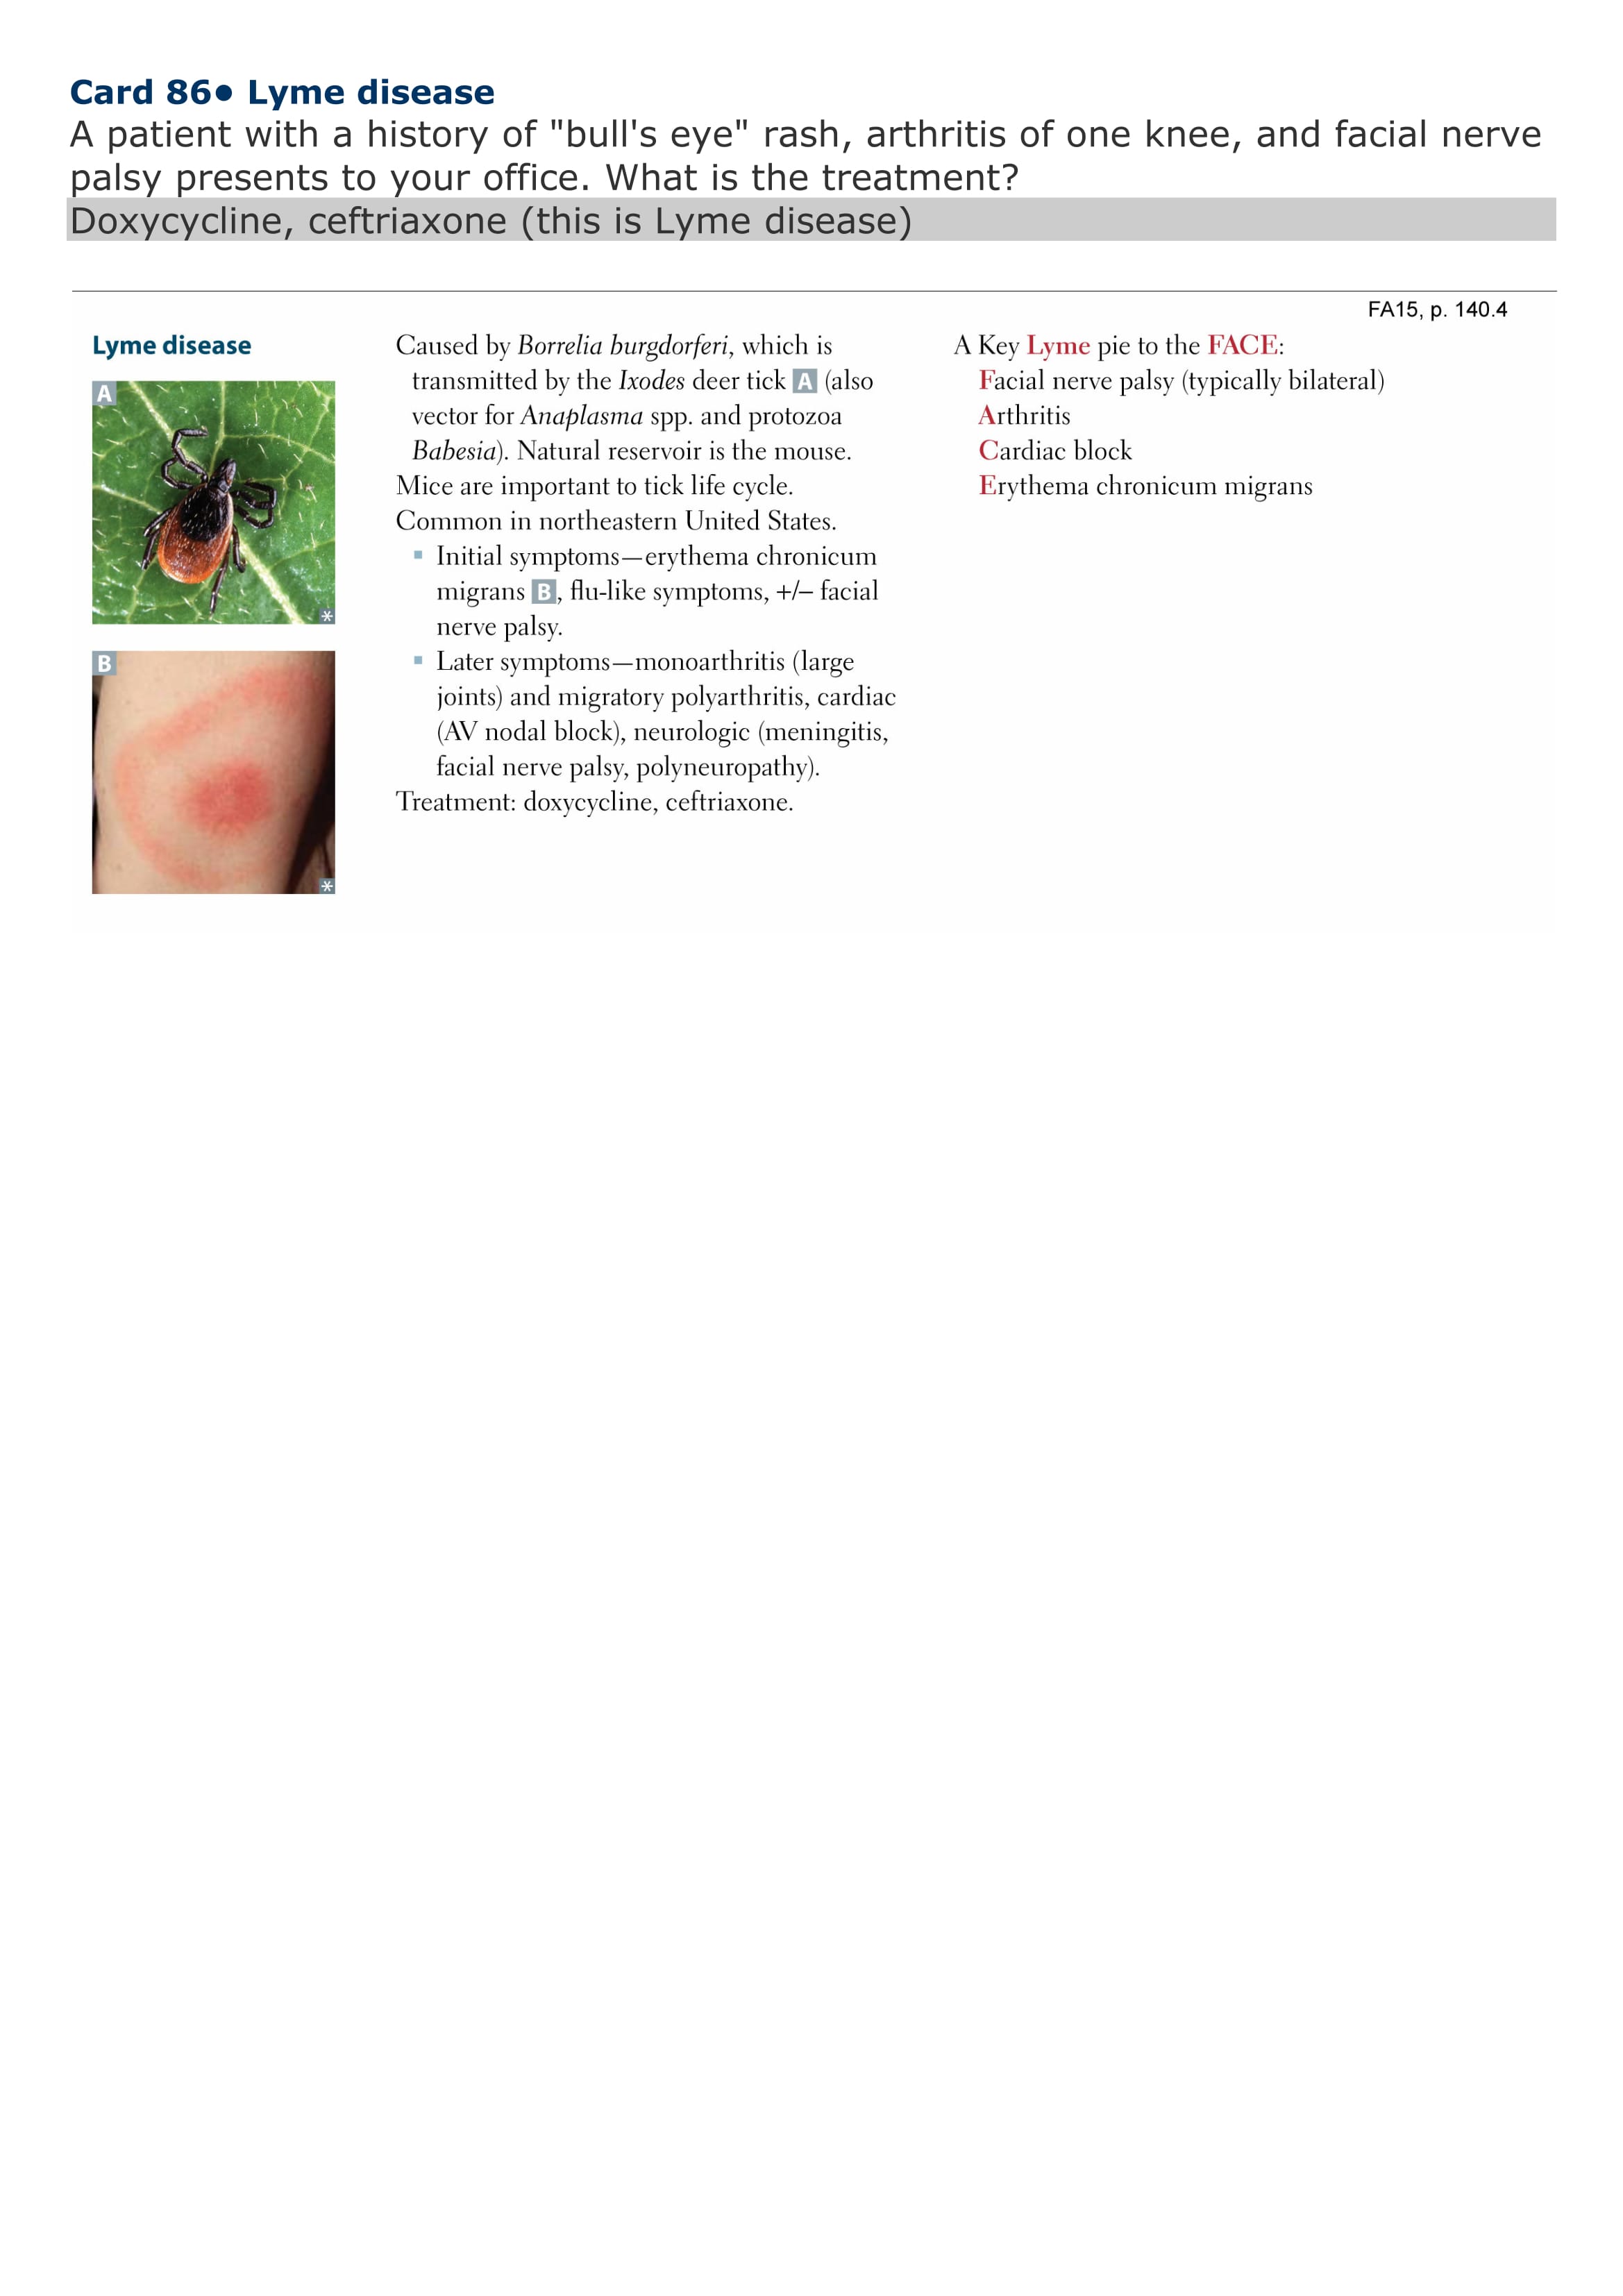 Card 86● Lyme disease
A patient with a history of "bull's eye" rash, arthritis of one knee, and facial nerve
palsy presents to your office. What is the treatment?
Doxycycline, ceftriaxone (this is Lyme disease)
FA15, p. 140.4
Lyme disease
A
*
B
*
Caused by Borrelia burgdorferi, which is
transmitted by the Ixodes deer tick A (also
vector for Anaplasma spp. and protozoa
Babesia). Natural reservoir is the mouse.
Mice are important to tick life cycle.
Common in northeastern United States.
▪ Initial symptoms—erythema chronicum
migrans B, flu-like symptoms, +/– facial
nerve palsy.
▪ Later symptoms—monoarthritis (large
joints) and migratory polyarthritis, cardiac
(AV nodal block), neurologic (meningitis,
facial nerve palsy, polyneuropathy).
Treatment: doxycycline, ceftriaxone.
A Key Lyme pie to the FACE:
Facial nerve palsy (typically bilateral)
Arthritis
Cardiac block
Erythema chronicum migrans